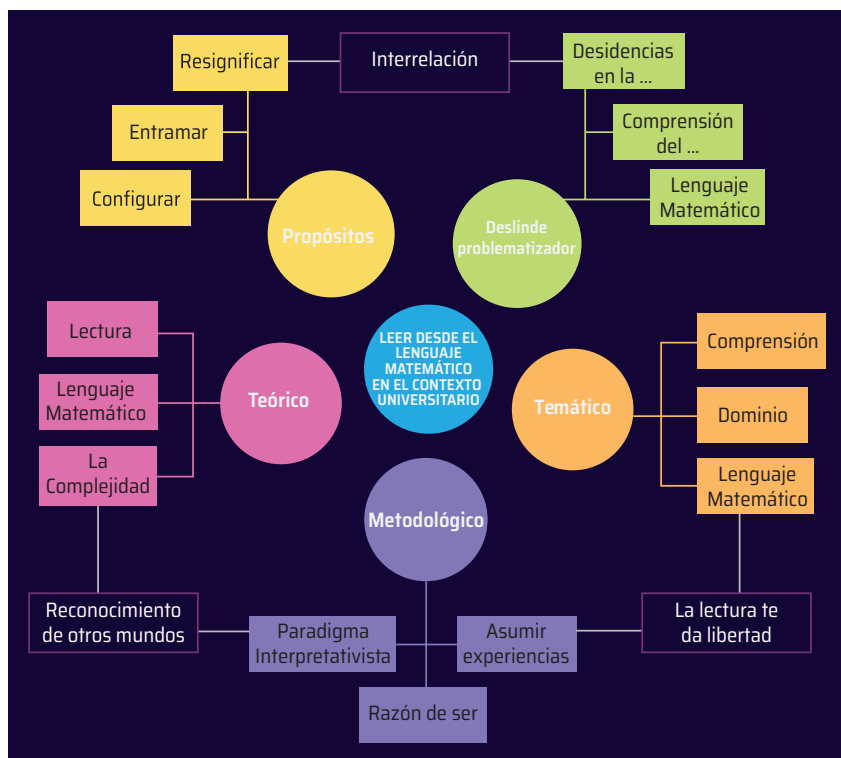 Resignificar
Interrelación
Desidencias
en la ...
Entramar
Comprensión
del ...
Configurar
Lenguaje
Matemático
Propósitos
Deslinde
problematizador
Lectura
Lenguaje
Matemático
La
Complejidad
Teórico
LEER DESDE EL
LENGUAJE
MATEMÁTICO
EN EL CONTEXTO
UNIVERSITARIO
Temático
Comprensión
Dominio
Lenguaje
Matemático
Metodológico
Reconocimiento
de otros mundos
Paradigma
Interpretativista
Asumir
experiencias
La lectura te
da libertad
Razón de ser